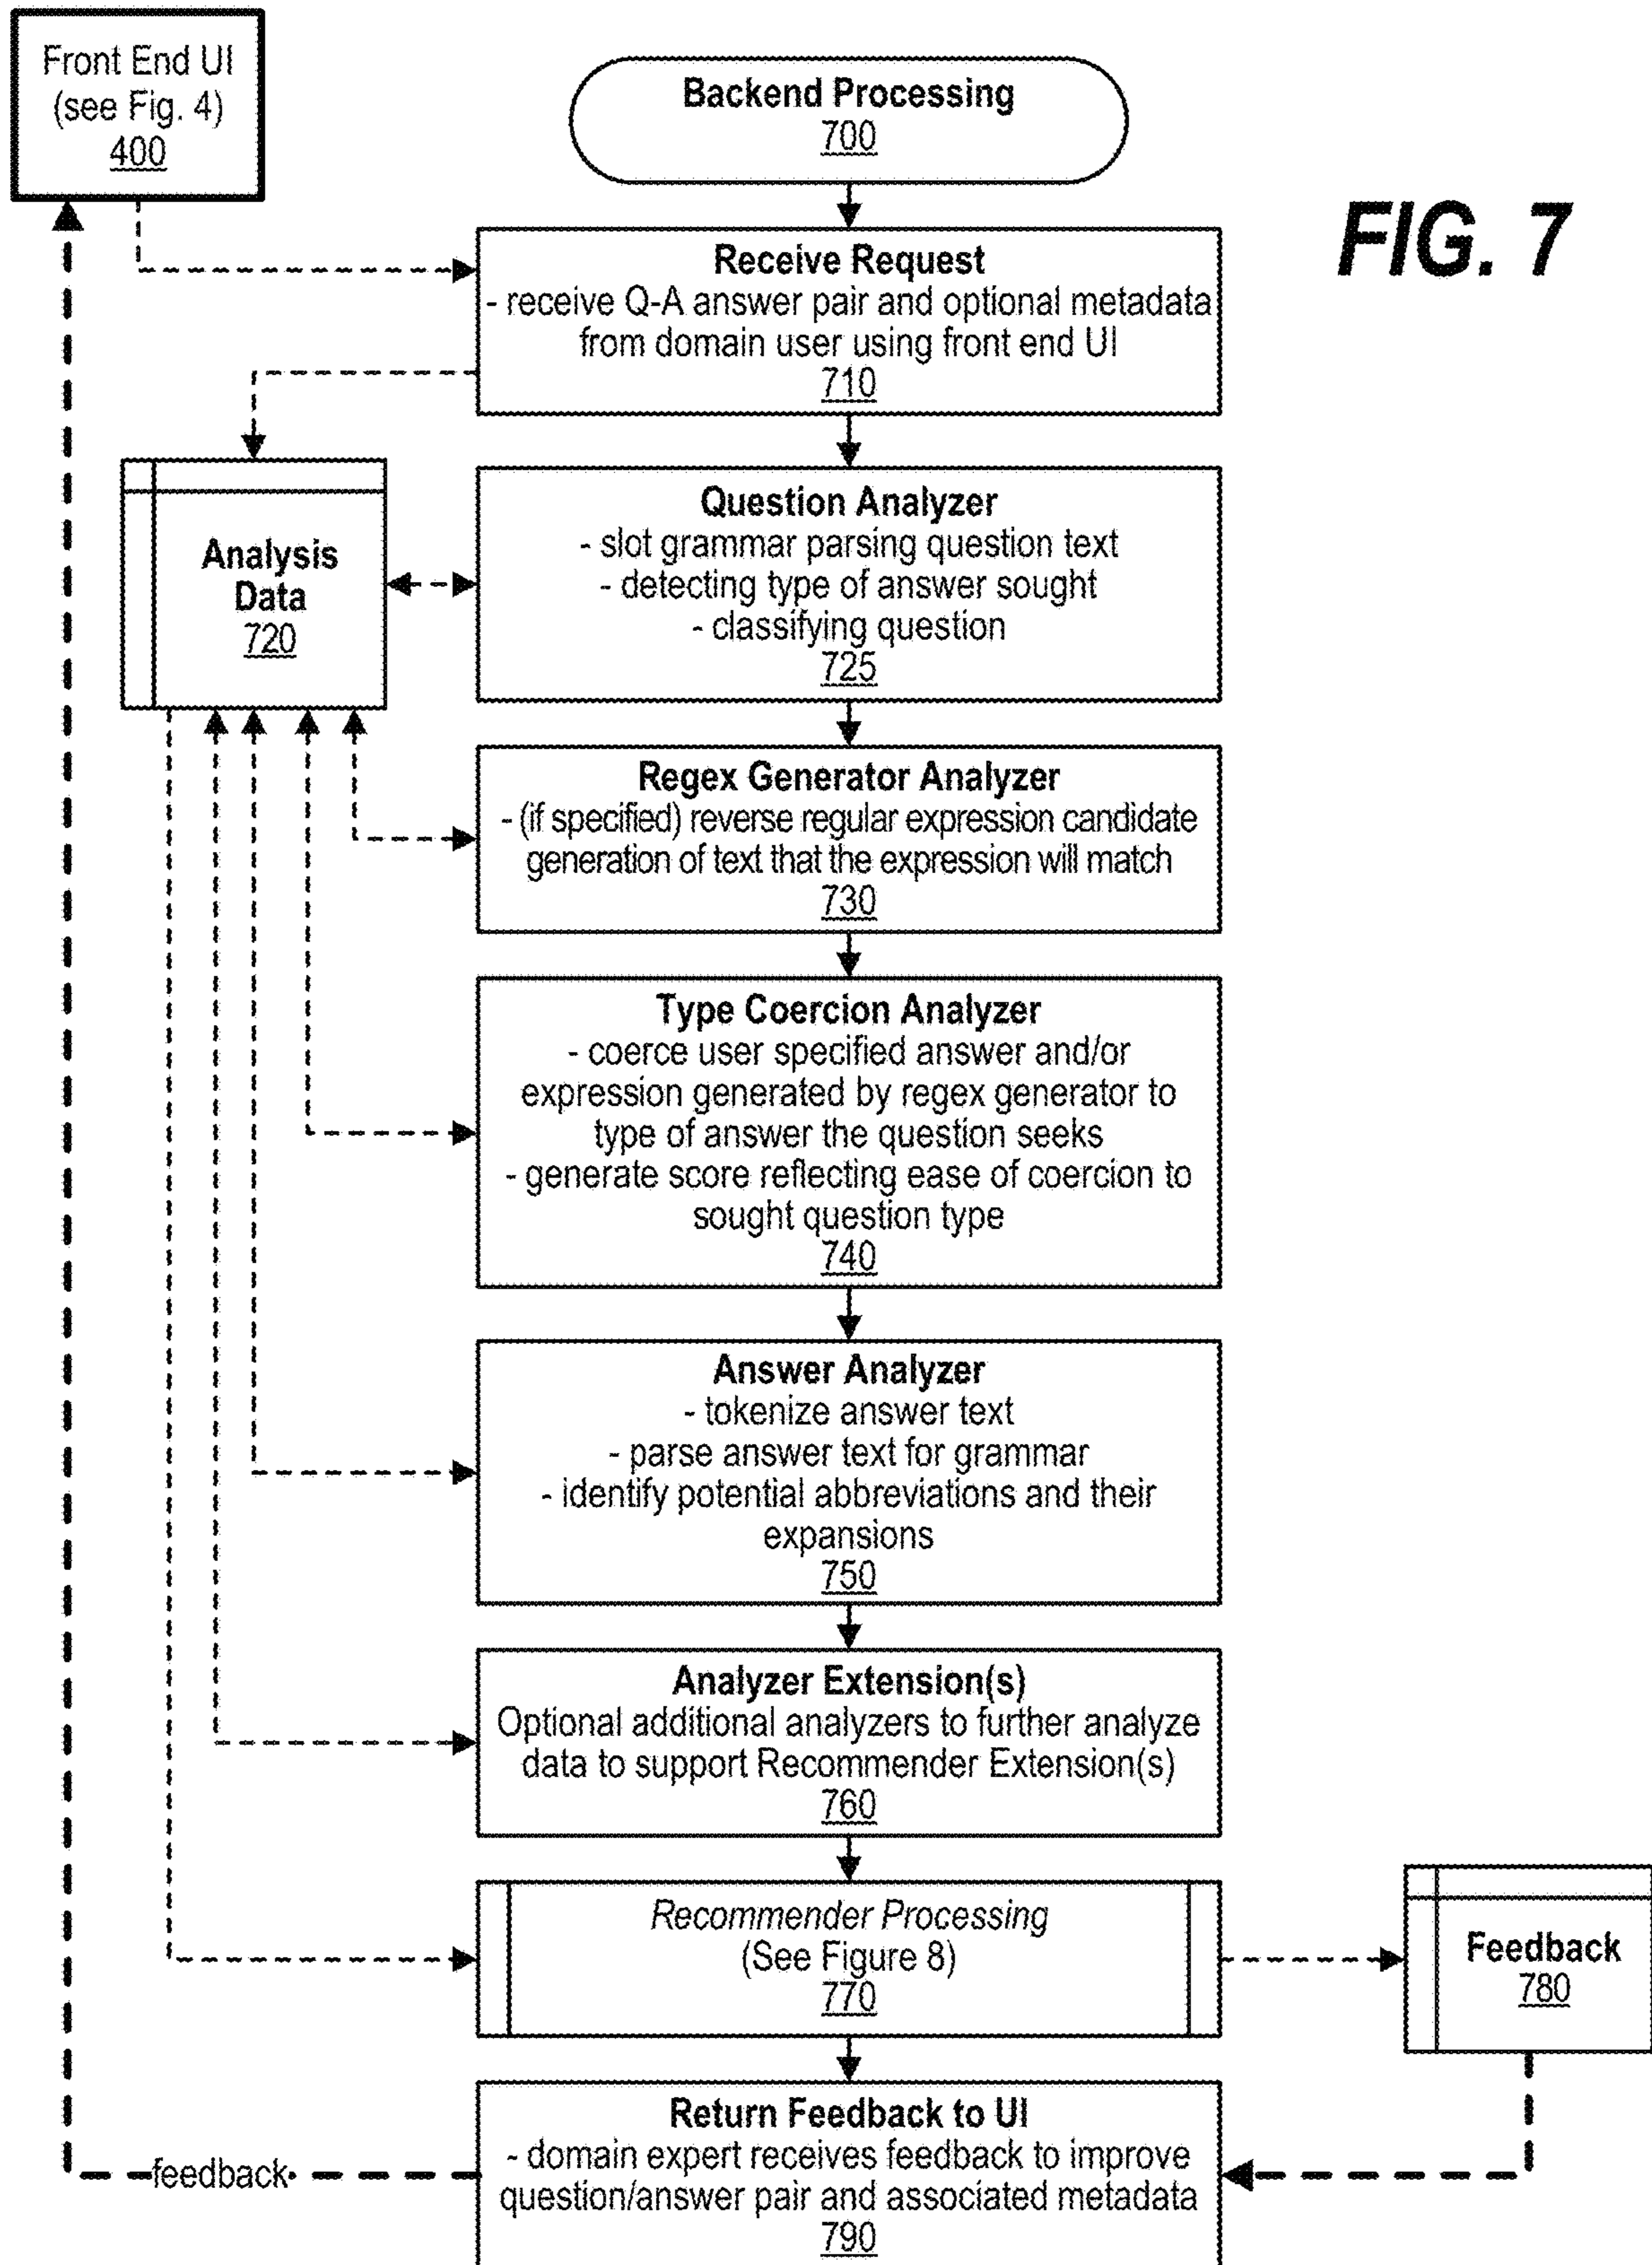 Front End UI
(see Fig. 4)
400
Backend Processing
700
FIG. 7
Receive Request
- receive Q-A answer pair and optional metadata
from domain user using front end UI
710
Analysis
Data
720
Question Analyzer
- slot grammar parsing question text
- detecting type of answer sought
- classifying question
725
Regex Generator Analyzer
- (if specified) reverse regular expression candidate
generation of text that the expression will match
730
Type Coercion Analyzer
- coerce user specified answer and/or
expression generated by regex generator to
type of answer the question seeks
- generate score reflecting ease of coercion to
sought question type
740
Answer Analyzer
- tokenize answer text
- parse answer text for grammar
- identify potential abbreviations and their
expansions
750
Analyzer Extension(s)
Optional additional analyzers to further analyze
data to support Recommender Extension(s)
760
Recommender Processing
(See Figure 8)
770
Feedback
780
Return Feedback to UI
- domain expert receives feedback to improve
question/answer pair and associated metadata
790
feedback